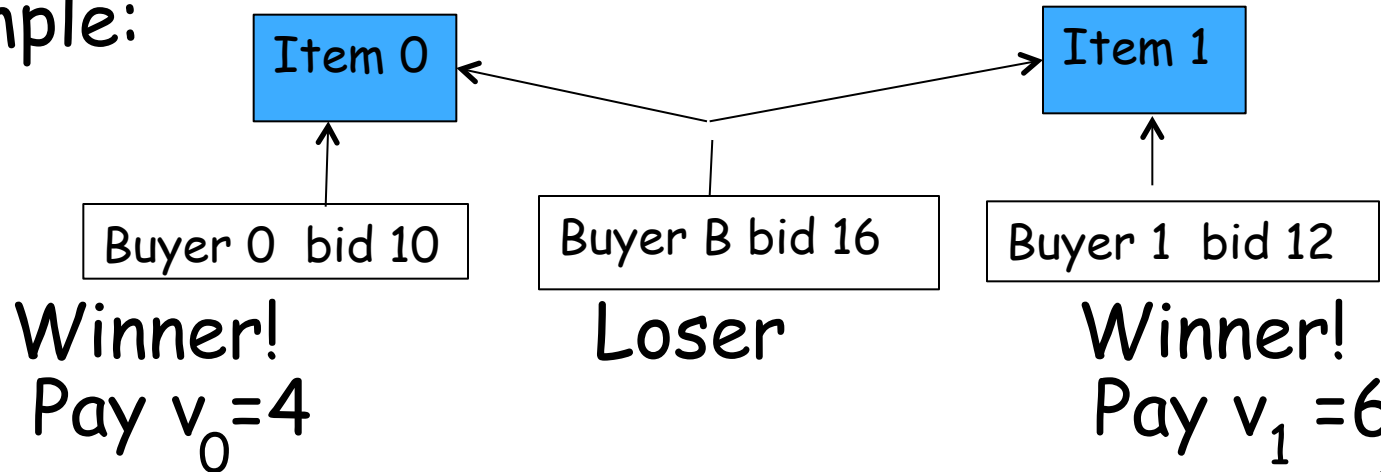 mple:
Item 0
Item 1
Buyer 0 bid 10
Buyer B bid 16
Buyer 1 bid 12
Winner!
Loser
Winner!
Pay v₀=4
Pay v₁ =6